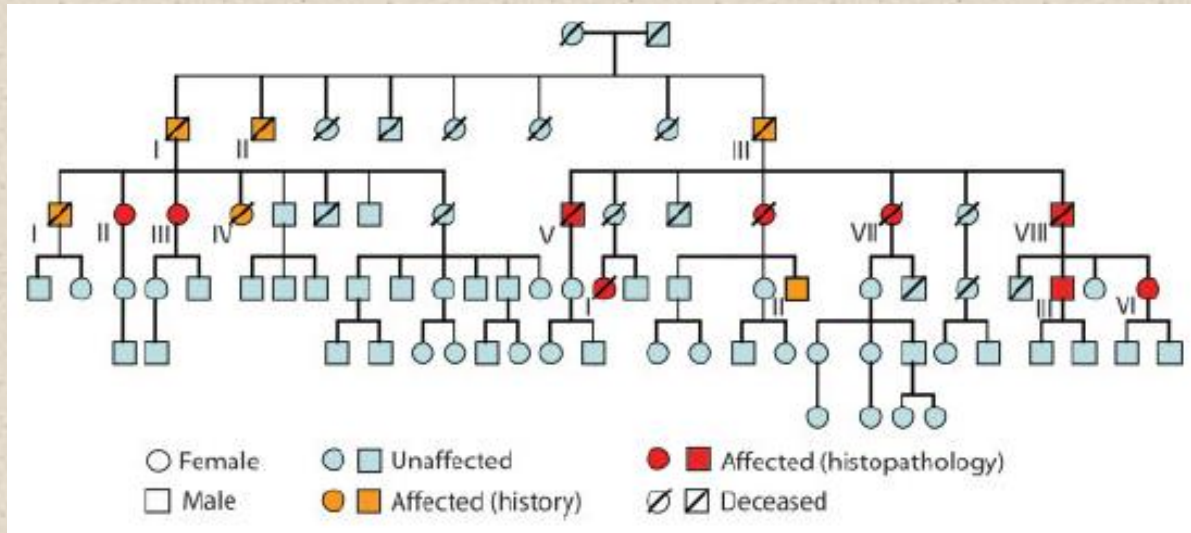 I II III
I II III IV V VII VIII
I II III VI
Female Unaffected Affected (histopathology)
Male Affected (history) Deceased